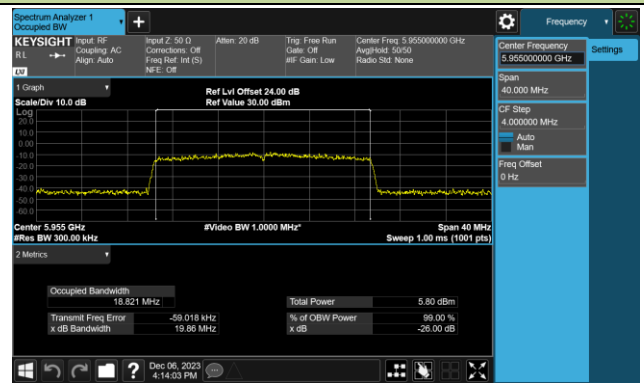 Spectrum Analyzer 1
Occupied BW
Frequency
KEYSIGHT
RL
Input: RF
Coupling: AC
Align: Auto
Input Z: 50 Ω
Corrections: Off
Freq Ref: Int (S)
NFE: Off
Atten: 20 dB
Trig: Free Run
Gate: Off
#IF Gain: Low
Center Freq: 5.955000000 GHz
Avg|Hold: 50/50
Radio Std: None
Center Frequency
5.955000000 GHz
Settings
Span
40.000 MHz
CF Step
4.000000 MHz
Auto
Man
Freq Offset
0 Hz
1 Graph
Scale/Div 10.0 dB
Ref Lvl Offset 24.00 dB
Ref Value 30.00 dBm
Log
20.0
10.0
0.00
-10.0
-20.0
-30.0
-40.0
-50.0
-60.0
Center 5.955 GHz
#Res BW 300.00 kHz
#Video BW 1.0000 MHz*
Span 40 MHz
Sweep 1.00 ms (1001 pts)
2 Metrics
Occupied Bandwidth
18.821 MHz
Total Power
5.80 dBm
Transmit Freq Error
-59.018 kHz
% of OBW Power
99.00 %
x dB Bandwidth
19.86 MHz
x dB
-26.00 dB
?
Dec 06, 2023
4:14:03 PM